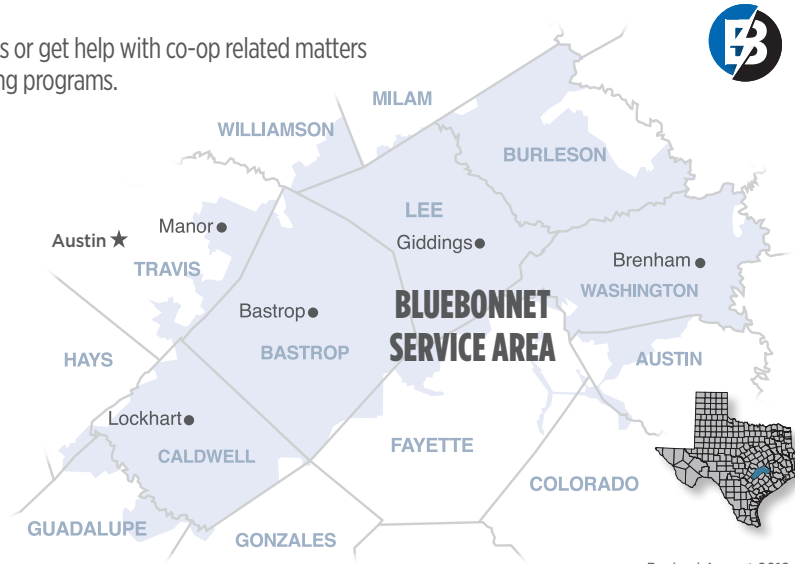 s or get help with co-op related matters
ng programs.
MILAM
WILLIAMSON
BURLESON
LEE
Manor
Austin
Giddings
TRAVIS
Brenham
WASHINGTON
Bastrop
BLUEBONNET
SERVICE AREA
BASTROP
HAYS
AUSTIN
Lockhart
FAYETTE
CALDWELL
COLORADO
GUADALUPE
GONZALES